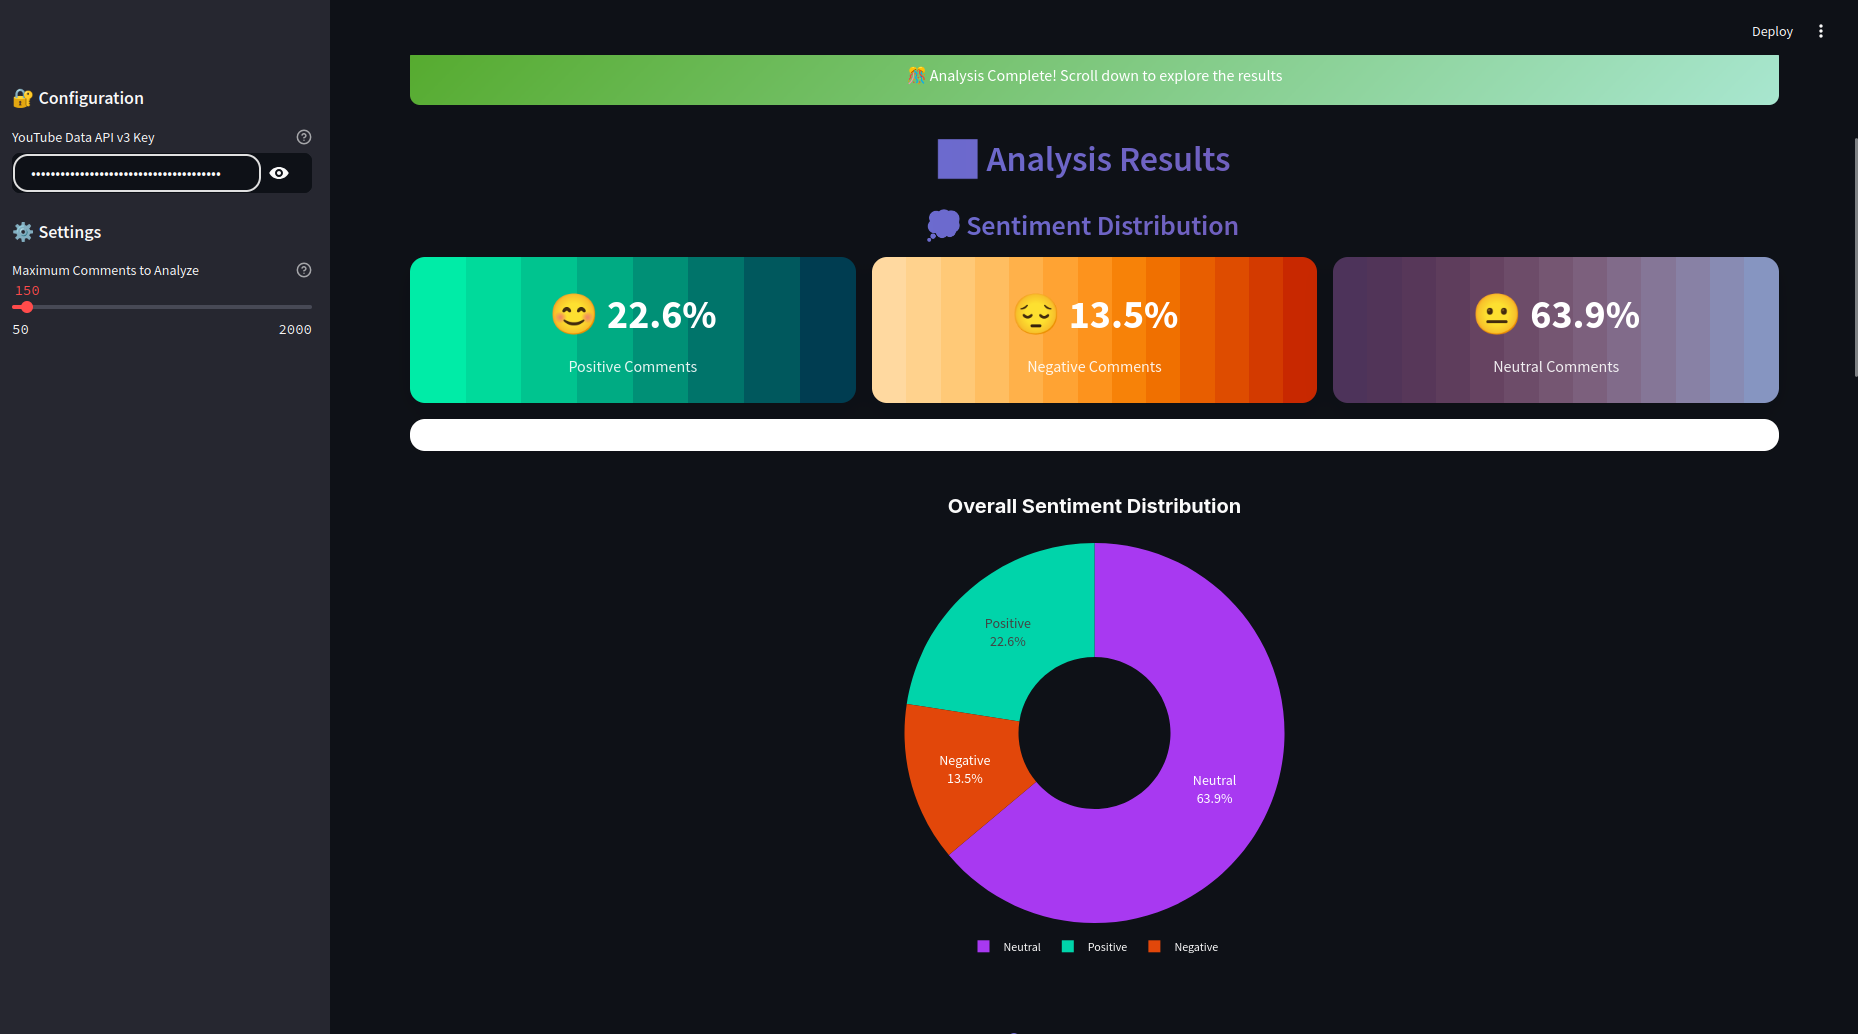 Deploy
🎊 Analysis Complete! Scroll down to explore the results
🔐 Configuration
YouTube Data API v3 Key
••••••••••••••••••••••••••••••••••••••••
⚙️ Settings
Maximum Comments to Analyze
150
50 2000
Analysis Results
💭 Sentiment Distribution
😊 22.6%
Positive Comments
😔 13.5%
Negative Comments
😐 63.9%
Neutral Comments
Overall Sentiment Distribution
Positive
22.6%
Negative
13.5%
Neutral
63.9%
Neutral Positive Negative